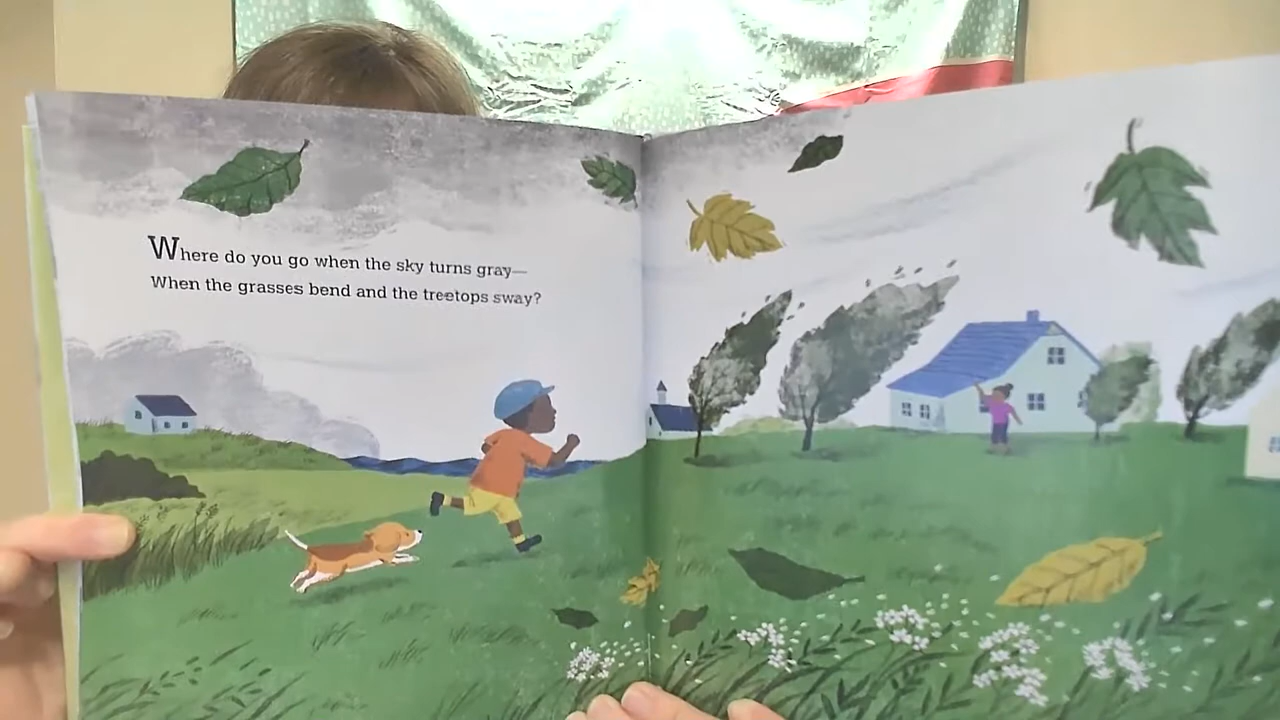 Where do you go when the sky turns gray—
When the grasses bend and the treetops sway?